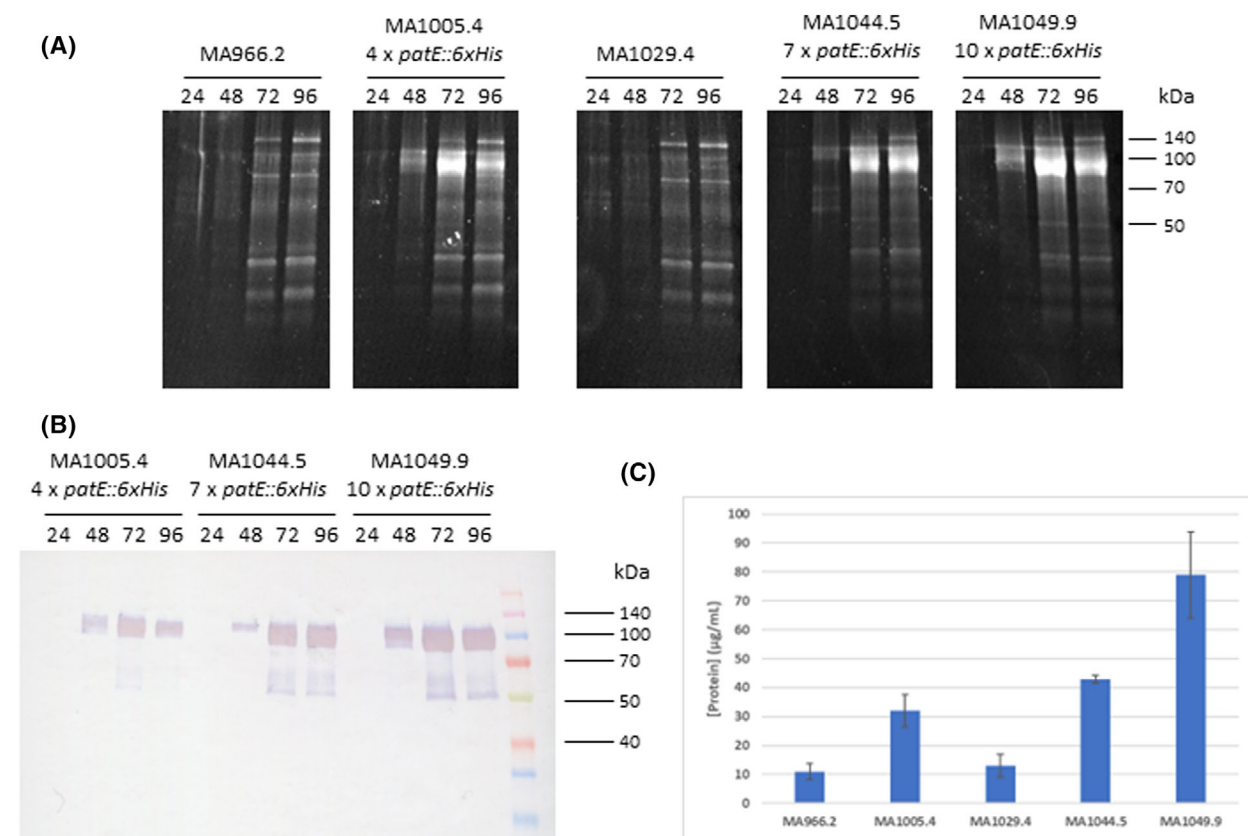 (A)
MA966.2
MA1005.4
4 x patE::6xHis
MA1029.4
MA1044.5
7 x patE::6xHis
MA1049.9
10 x patE::6xHis
24 48 72 96 24 48 72 96 24 48 72 96 24 48 72 96 24 48 72 96 kDa
140
100
70
50
(B)
MA1005.4 MA1044.5 MA1049.9
4 x patE::6xHis 7 x patE::6xHis 10 x patE::6xHis
24 48 72 96 24 48 72 96 24 48 72 96
kDa
140
100
70
50
40
(C)
[Protein] (µg/mL)
100
90
80
70
60
50
40
30
20
10
0
MA966.2 MA1005.4 MA1029.4 MA1044.5 MA1049.9